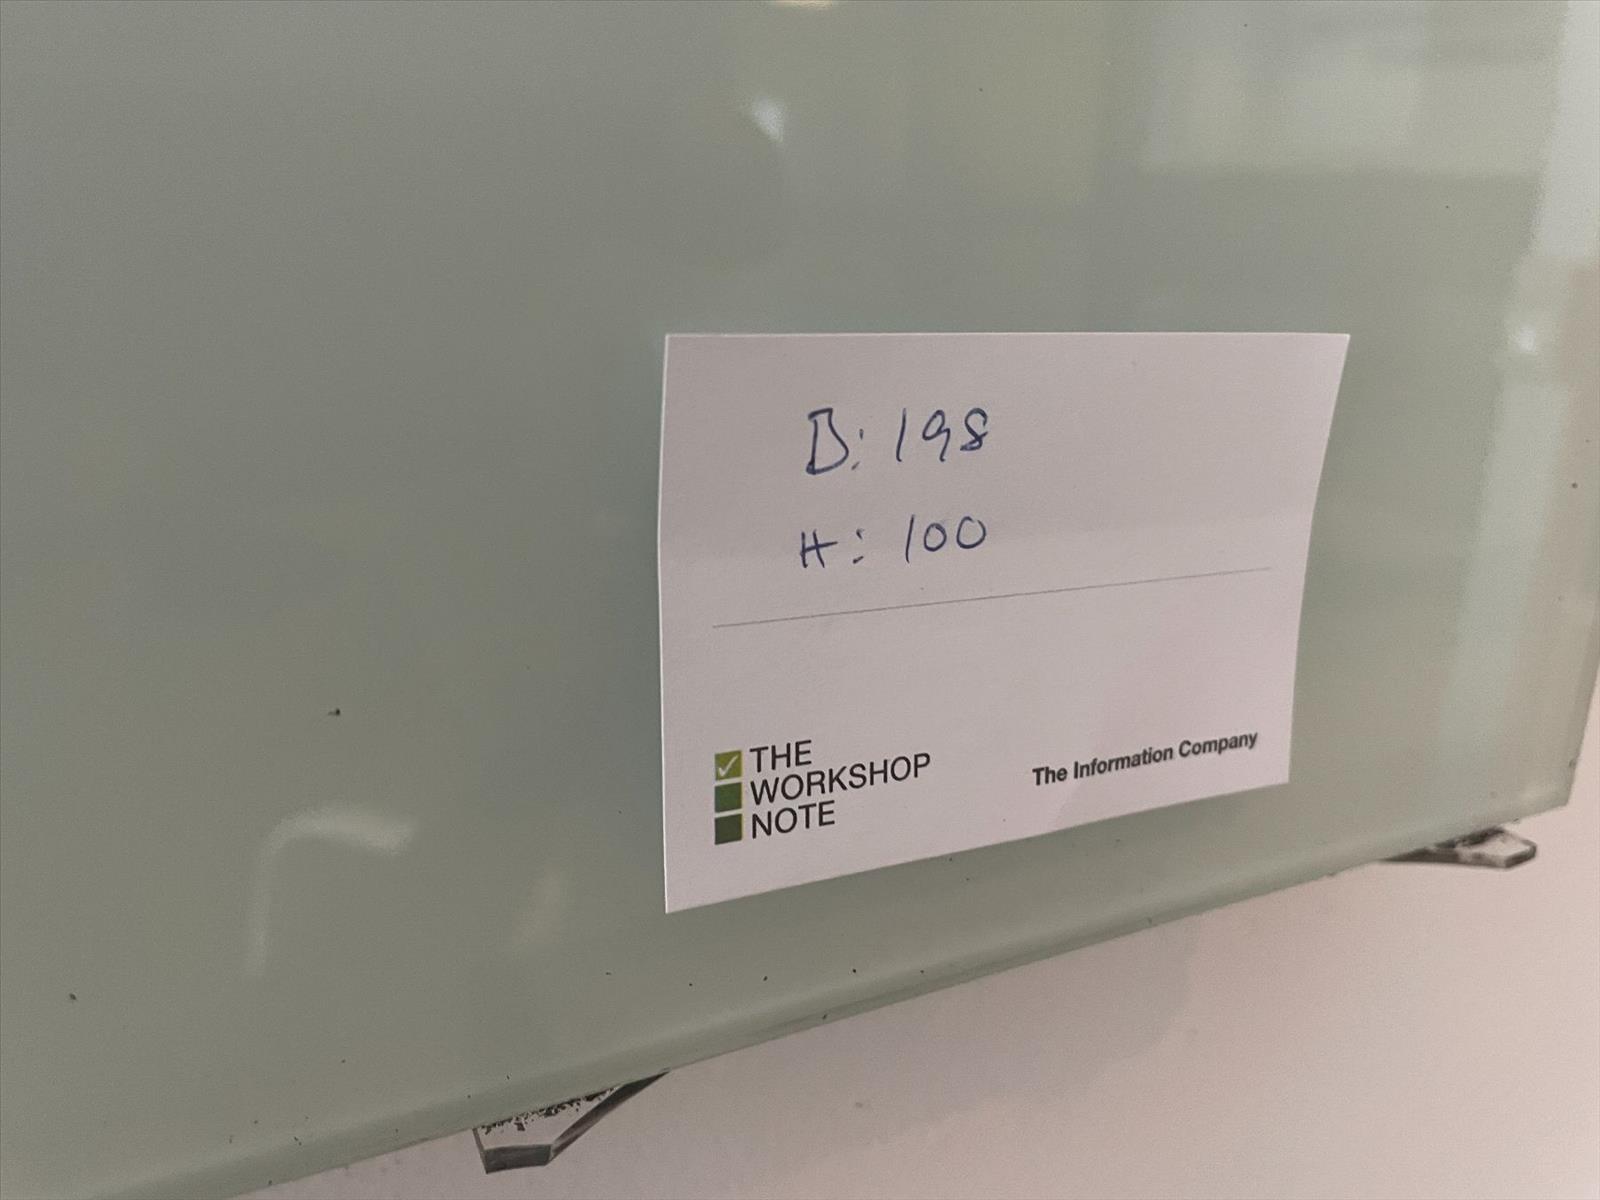 B: 198
H: 100
THE
WORKSHOP
NOTE
The Information Company